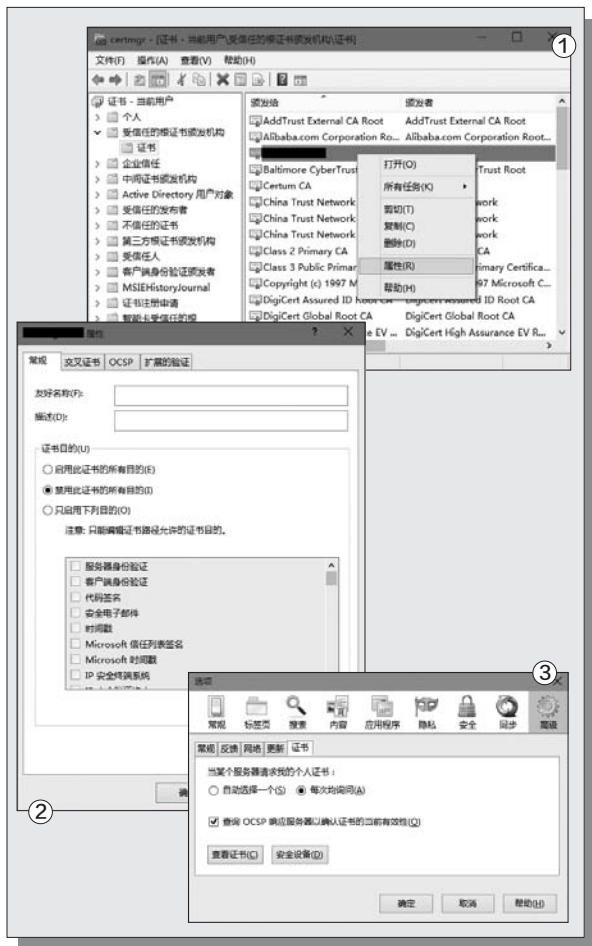 certmgr - [证书 - 当前用户\受信任的根证书颁发机构\证书]
①
文件(F) 操作(A) 查看(V) 帮助(H)
证书 - 当前用户
个人
受信任的根证书颁发机构
证书
企业信任
中间证书颁发机构
Active Directory 用户对象
受信任的发布者
不信任的证书
第三方根证书颁发机构
受信任人
客户端身份验证颁发者
MSIEHistoryJournal
证书注册申请
智能卡受信任的根
颁发给 颁发者
AddTrust External CA Root AddTrust External CA Root
Alibaba.com Corporation Ro... Alibaba.com Corporation Root...
Baltimore CyberTrust Trust Root
Certum CA
China Trust Network work
China Trust Network work
China Trust Network work
Class 2 Primary CA CA
Class 3 Public Primar rimary Certifica...
Copyright (c) 1997 M 97 Microsoft C...
DigiCert Assured ID Root CA DigiCert Assured ID Root CA
DigiCert Global Root CA DigiCert Global Root CA
e EV ... DigiCert High Assurance EV R...
打开(O)
所有任务(K)
剪切(T)
复制(C)
删除(D)
属性(R)
帮助(H)
属性 ?
常规 交叉证书 OCSP 扩展的验证
友好名称(F):
描述(D):
证书目的(U)
启用此证书的所有目的(E)
禁用此证书的所有目的(I)
只启用下列目的(O)
注意: 只能编辑证书路径允许的证书目的。
服务器身份验证
客户端身份验证
代码签名
安全电子邮件
时间戳
Microsoft 信任列表签名
Microsoft 时间戳
IP 安全终端系统
确
②
选项
③
常规 标签页 搜索 内容 应用程序 隐私 安全 同步 高级
常规 反馈 网络 更新 证书
当某个服务器请求我的个人证书：
自动选择一个(S) 每次均询问(A)
查询 OCSP 响应服务器以确认证书的当前有效性(Q)
查看证书(C) 安全设备(D)
确定 取消 帮助(H)